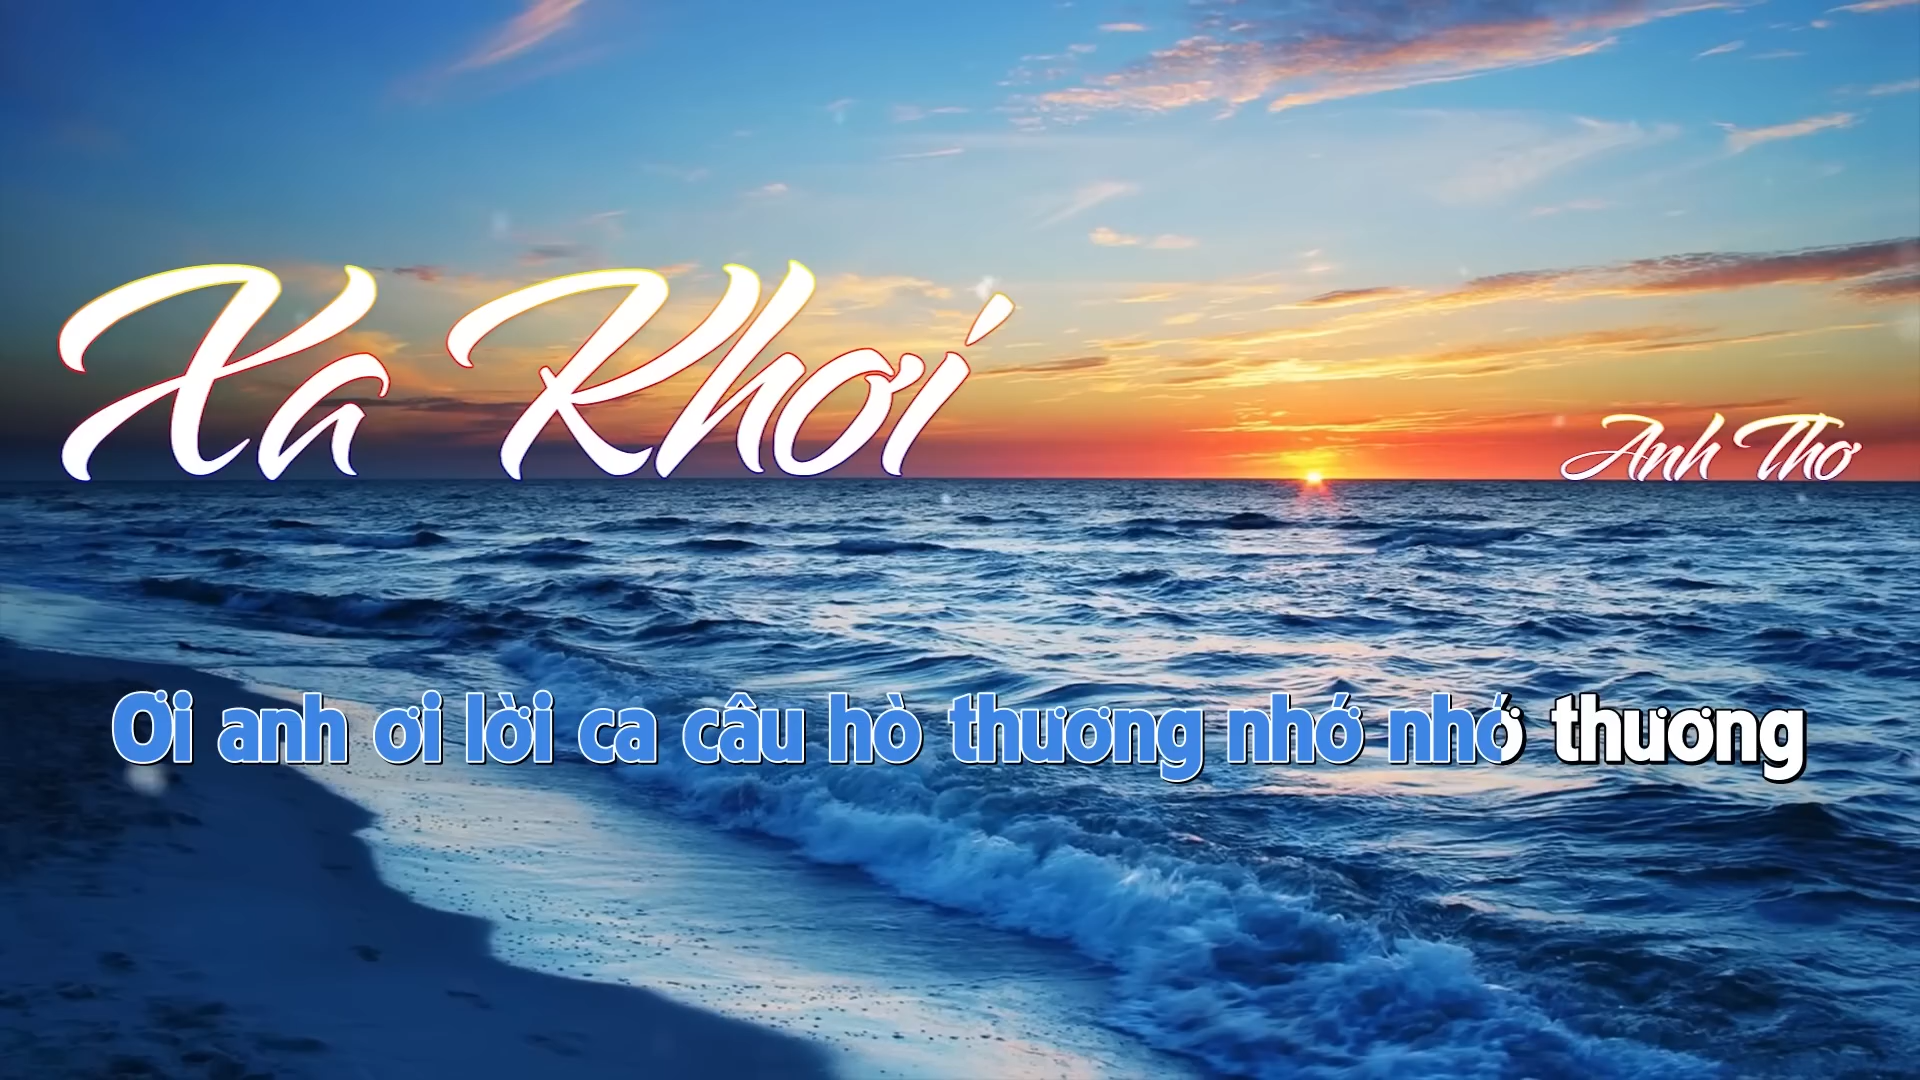 Xa Khơi
Anh Thơ
Ơi anh ơi lời ca câu hò thương nhớ nhớ thương